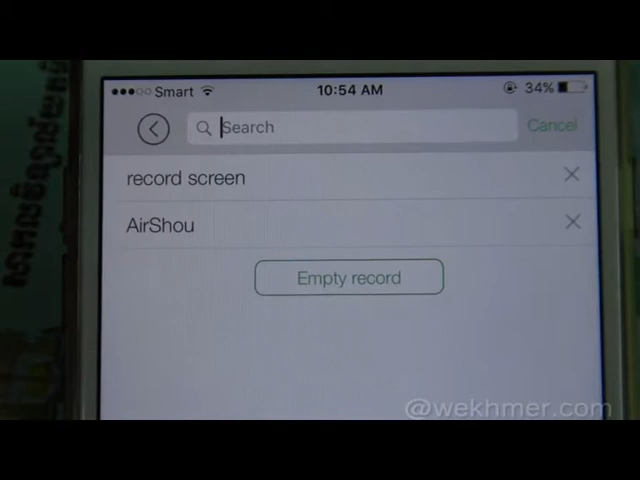 Smart 10:54 AM 34%
Search Cancel
record screen
AirShou
Empty record
@wekhmer.com